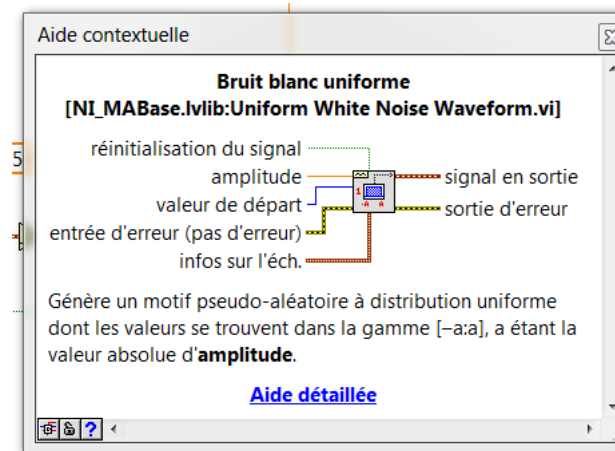 Aide contextuelle
Bruit blanc uniforme
[NI_MABase.lvlib:Uniform White Noise Waveform.vi]
5
réinitialisation du signal
amplitude
signal en sortie
valeur de départ
sortie d'erreur
entrée d'erreur (pas d'erreur)
infos sur l'éch.
Génère un motif pseudo-aléatoire à distribution uniforme
dont les valeurs se trouvent dans la gamme [–a:a], a étant la
valeur absolue d'amplitude.
Aide détaillée
?